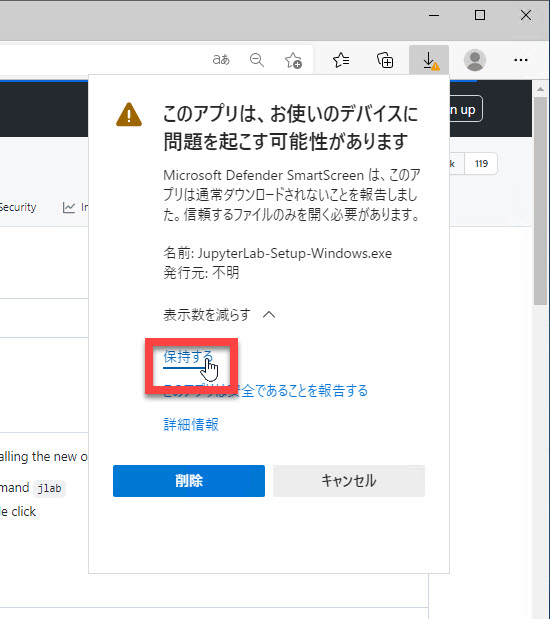 aあ
n up
このアプリは、お使いのデバイスに
問題を起こす可能性があります
Microsoft Defender SmartScreen は、このア
プリは通常ダウンロードされないことを報告しまし
た。信頼するファイルのみを開く必要があります。
k 119
Security
In
名前: JupyterLab-Setup-Windows.exe
発行元: 不明
表示数を減らす
保持する
このアプリは安全であることを報告する
詳細情報
alling the new o
mand jlab
le click
削除
キャンセル